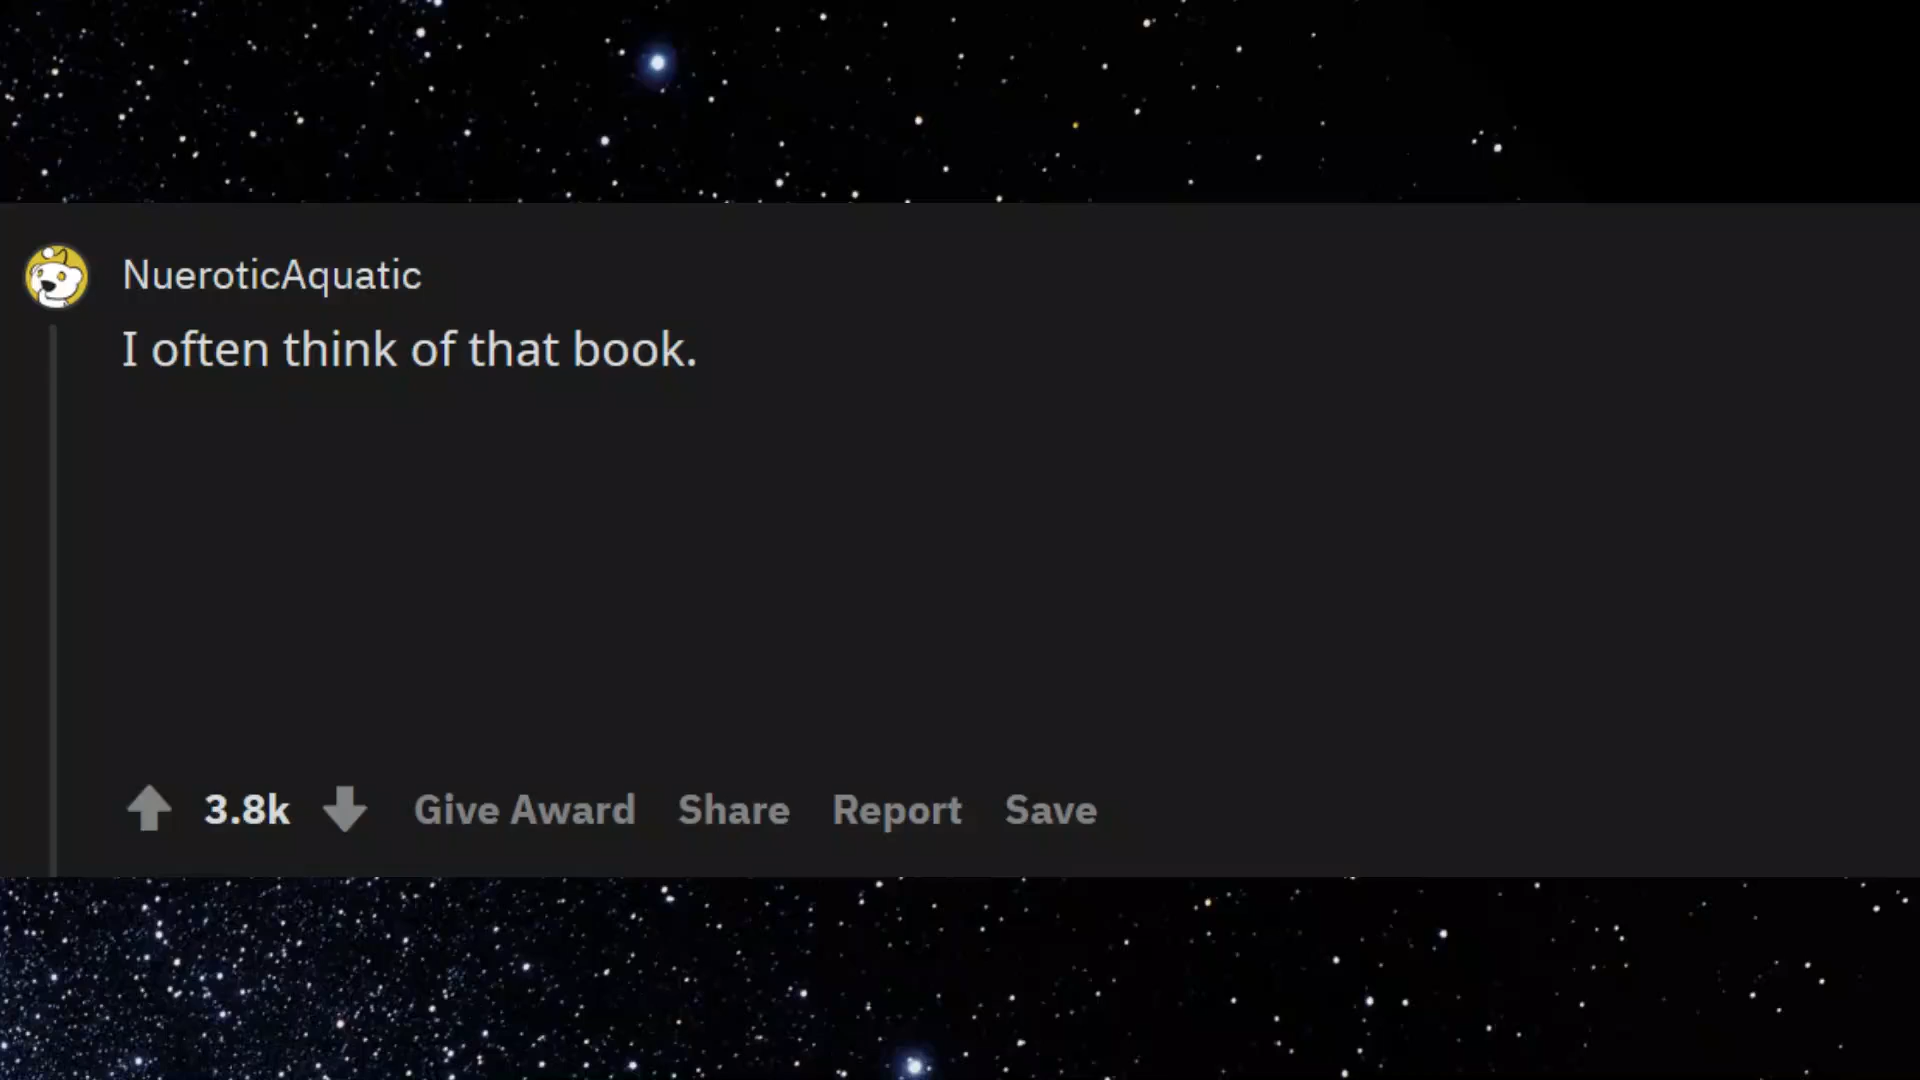 NueroticAquatic
I often think of that book.
3.8k Give Award Share Report Save